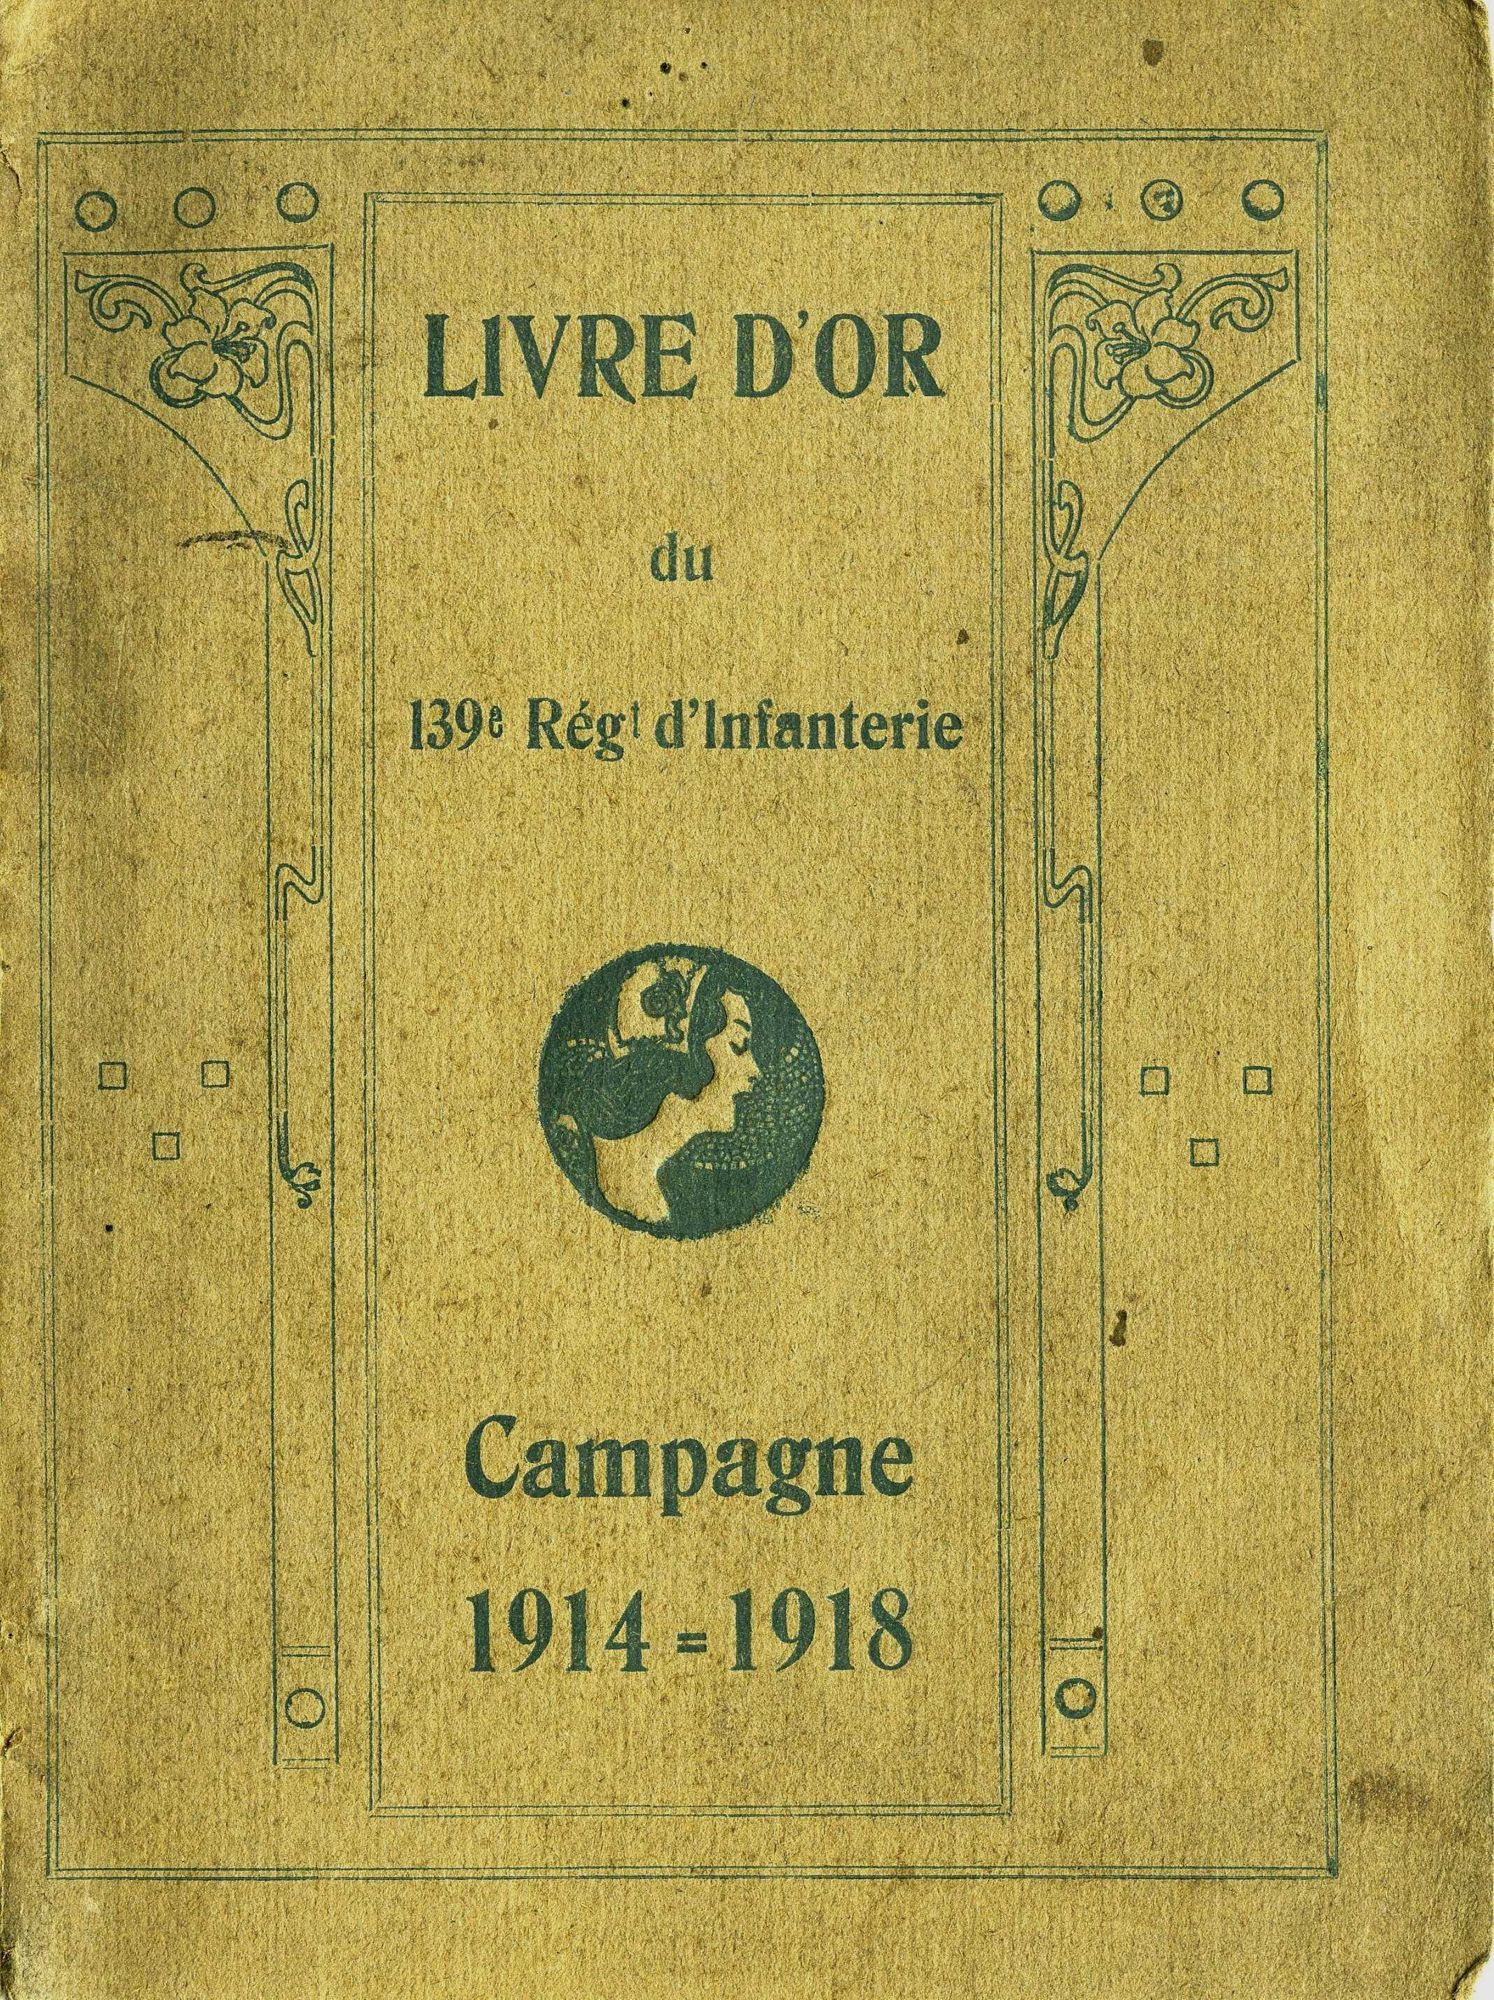 LIVRE D'OR
du
139e Régt d'Infanterie
Campagne
1914=1918